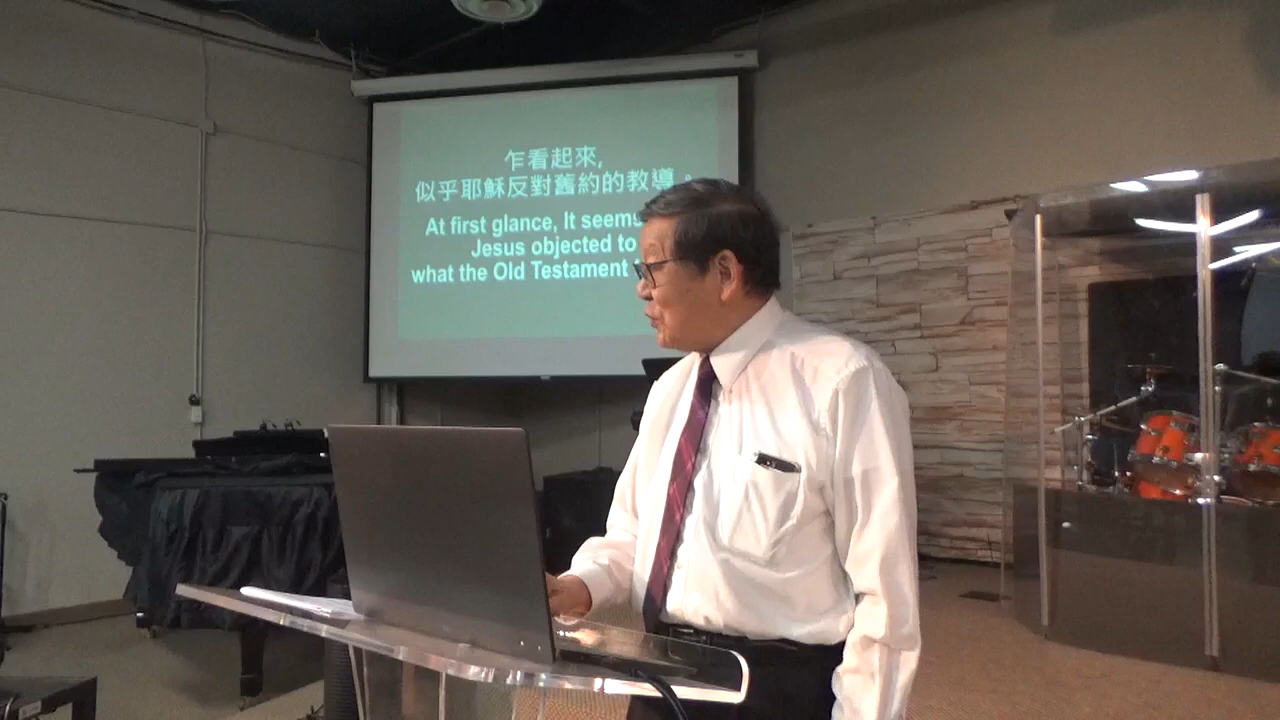 乍看起來,
似乎耶穌反對舊約的教導。
At first glance, It seems
Jesus objected to
what the Old Testament